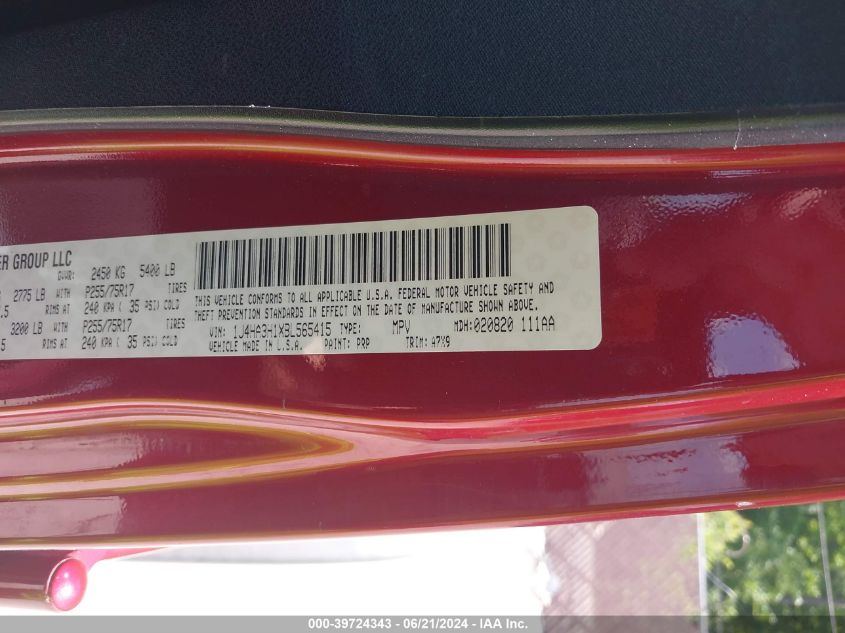 ER GROUP LLC
GVWR: 2450 KG 5400 LB
G 2775 LB WITH P255/75R17 TIRES
.5 RIMS AT 240 KPA ( 35 PSI) COLD
3200 LB WITH P255/75R17 TIRES
.5 RIMS AT 240 KPA ( 35 PSI) COLD
THIS VEHICLE CONFORMS TO ALL APPLICABLE U.S.A. FEDERAL MOTOR VEHICLE SAFETY AND
THEFT PREVENTION STANDARDS IN EFFECT ON THE DATE OF MANUFACTURE SHOWN ABOVE.
VIN: 1J4HA3H1XBL565415 TYPE: MPV MDH:020820 111AA
VEHICLE MADE IN U.S.A. PAINT: PRP TRIM: A7X9
000-39724343 / 06/21/2024 - IAA Inc.